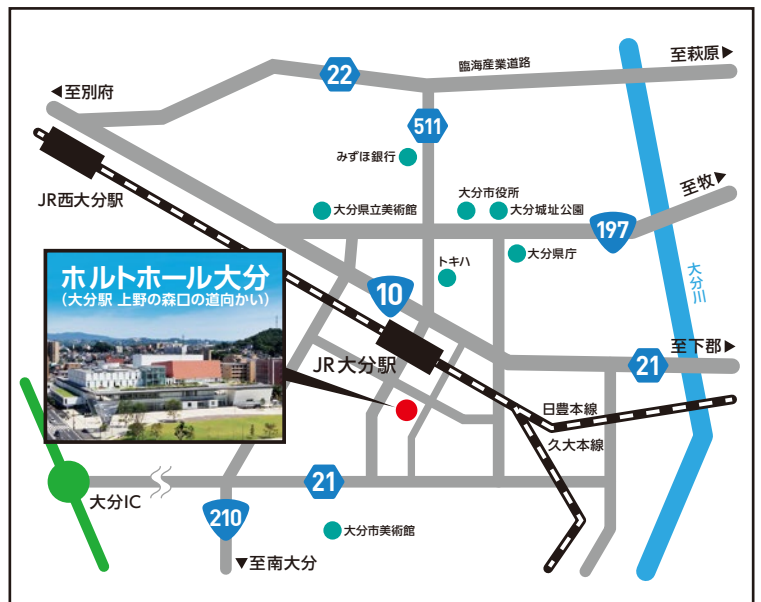 至萩原▶
臨海産業道路
22
◀至別府
511
みずほ銀行
JR西大分駅
大分県立美術館
大分市役所
大分城址公園
至牧▶
197
大分県庁
トキハ
大分川
ホルトホール大分
(大分駅 上野の森口の道向かい)
10
JR大分駅
至下郡▶
21
日豊本線
久大本線
大分IC
21
210
大分市美術館
▼至南大分